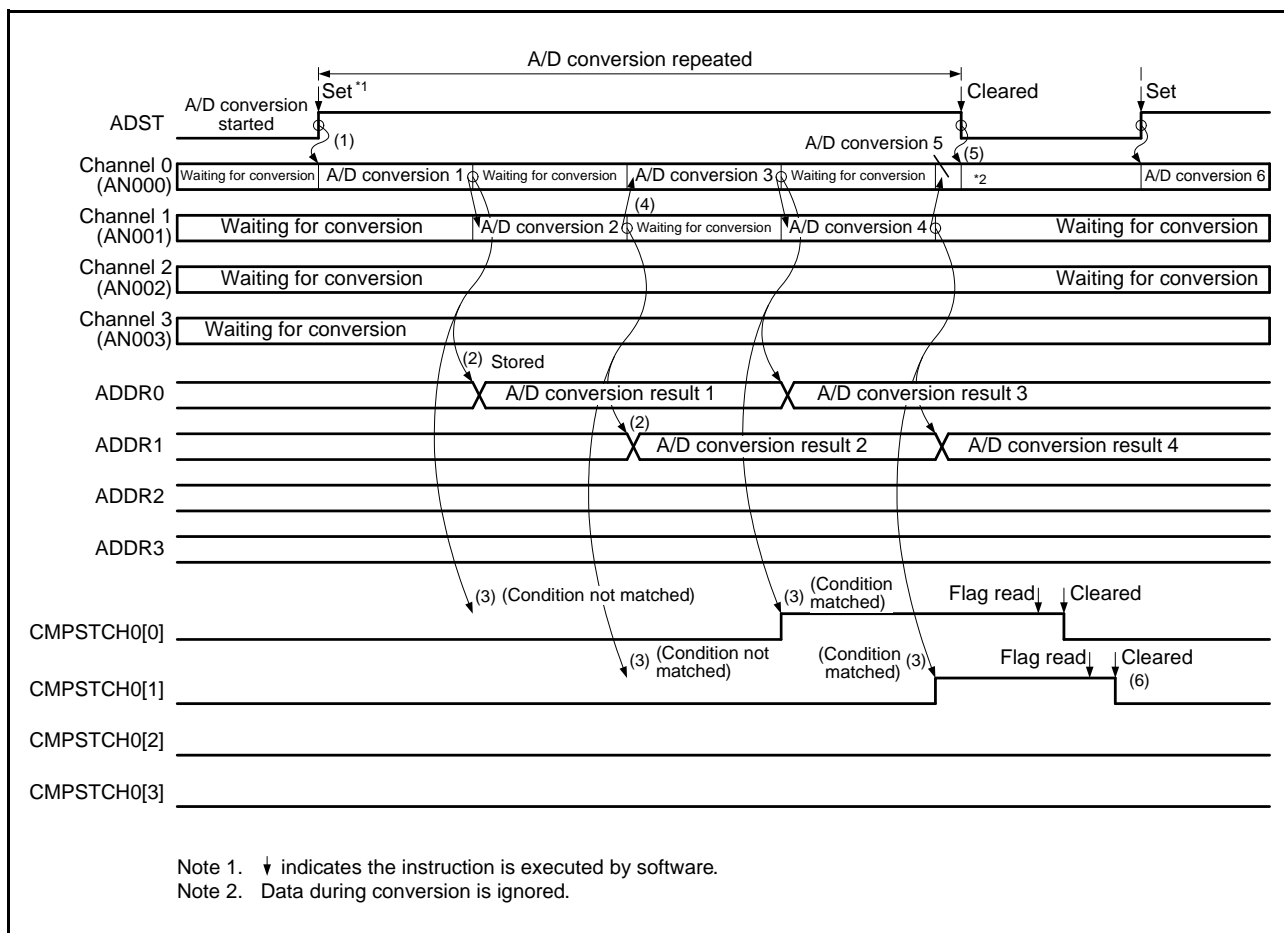 A/D conversion repeated
Set *1
Cleared
Set
A/D conversion
started
ADST
(1)
A/D conversion 5
(5)
Channel 0
(AN000)
Waiting for conversion
A/D conversion 1
Waiting for conversion
A/D conversion 3
Waiting for conversion
*2
A/D conversion 6
(4)
Channel 1
(AN001)
Waiting for conversion
A/D conversion 2
Waiting for conversion
A/D conversion 4
Waiting for conversion
Channel 2
(AN002)
Waiting for conversion
Waiting for conversion
Channel 3
(AN003)
Waiting for conversion
(2) Stored
ADDR0
A/D conversion result 1
A/D conversion result 3
(2)
ADDR1
A/D conversion result 2
A/D conversion result 4
ADDR2
ADDR3
(3) (Condition not matched)
(3) (Condition
matched)
Flag read
Cleared
CMPSTCH0[0]
(3) (Condition not
matched)
(Condition
matched) (3)
Flag read
Cleared
(6)
CMPSTCH0[1]
CMPSTCH0[2]
CMPSTCH0[3]
Note 1. ↓ indicates the instruction is executed by software.
Note 2. Data during conversion is ignored.